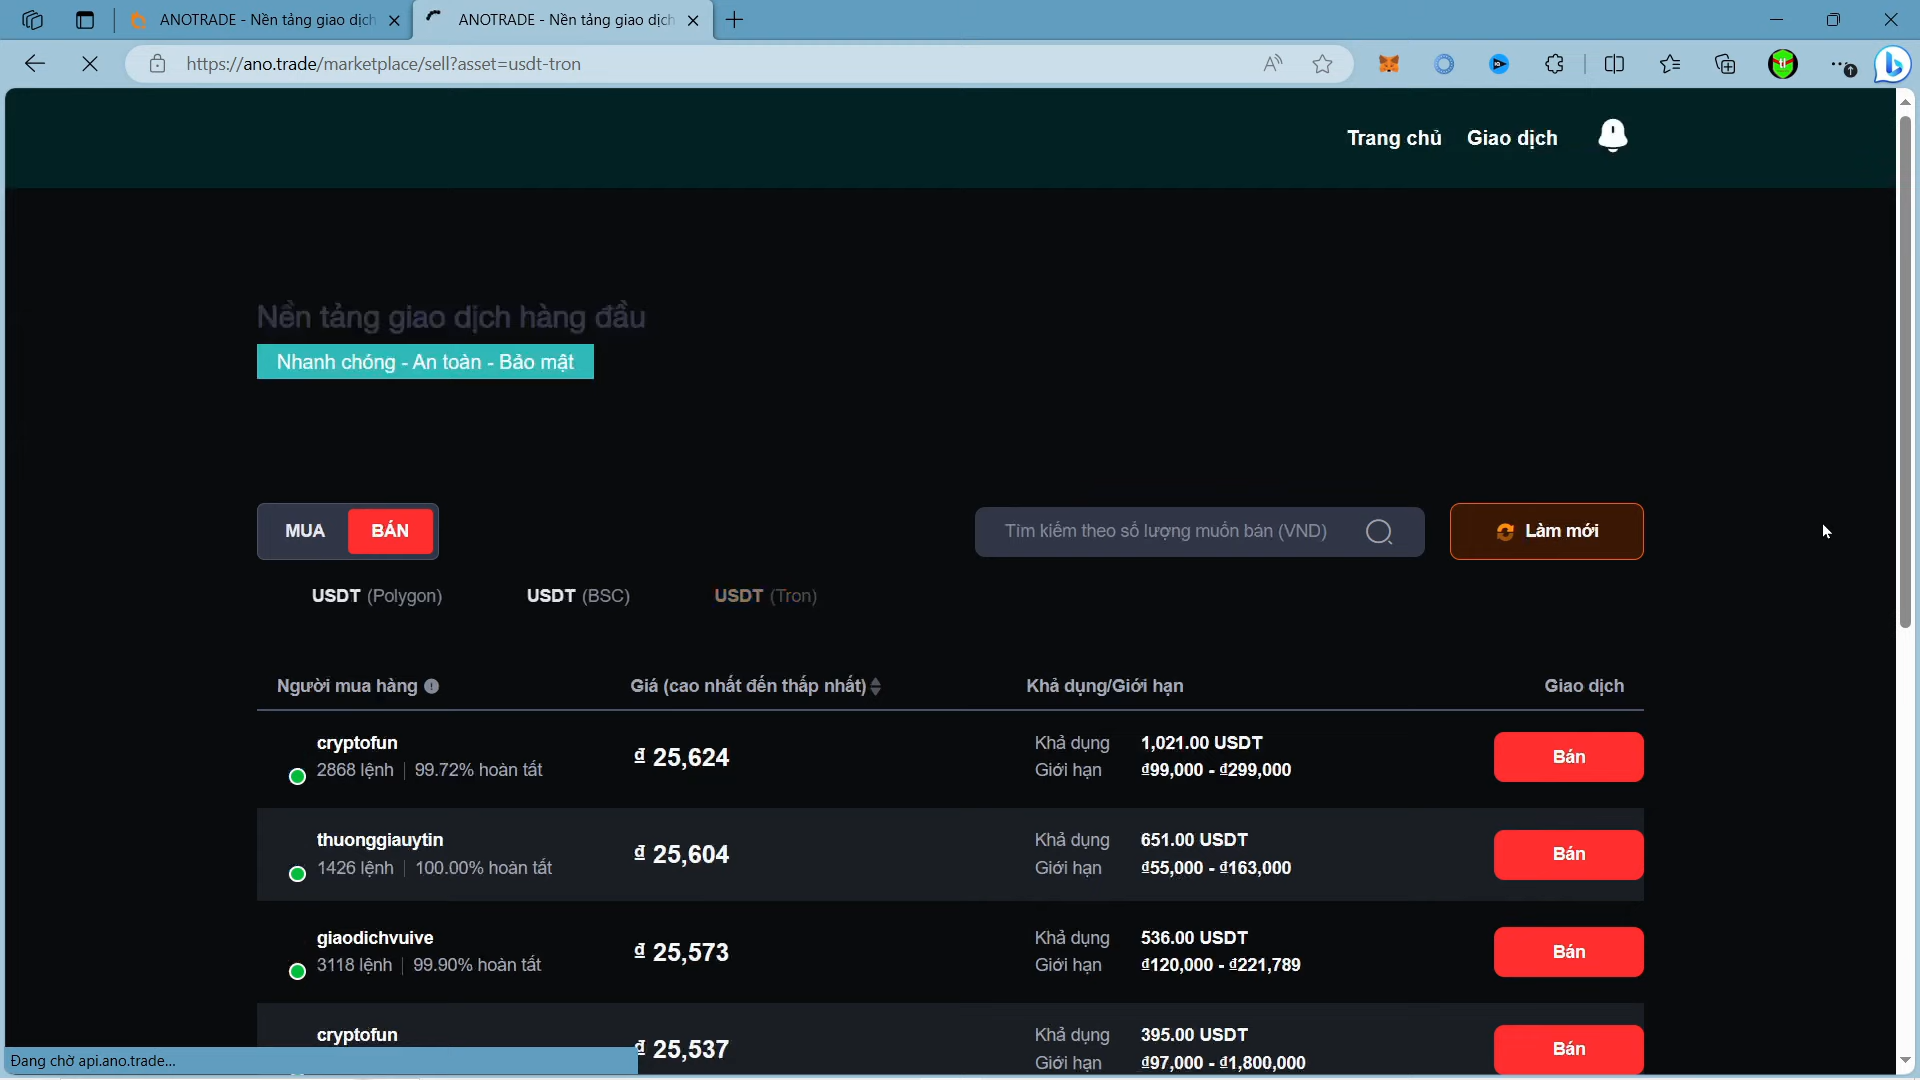 ANOTRADE - Nền tảng giao dịch
ANOTRADE - Nền tảng giao dịch
https://ano.trade/marketplace/sell?asset=usdt-tron
Trang chủ Giao dịch
Nền tảng giao dịch hàng đầu
Nhanh chóng - An toàn - Bảo mật
MUA BÁN Tìm kiếm theo số lượng muốn bán (VND) Làm mới
USDT (Polygon) USDT (BSC) USDT (Tron)
Người mua hàng Giá (cao nhất đến thấp nhất) Khả dụng/Giới hạn Giao dịch
cryptofun Khả dụng 1,021.00 USDT
₫ 25,624 Bán
2868 lệnh | 99.72% hoàn tất Giới hạn ₫99,000 - ₫299,000
thuonggiauytin Khả dụng 651.00 USDT
₫ 25,604 Bán
1426 lệnh | 100.00% hoàn tất Giới hạn ₫55,000 - ₫163,000
giaodichvuive Khả dụng 536.00 USDT
₫ 25,573 Bán
3118 lệnh | 99.90% hoàn tất Giới hạn ₫120,000 - ₫221,789
cryptofun Khả dụng 395.00 USDT
₫ 25,537 Bán
Giới hạn ₫97,000 - ₫1,800,000
Đang chờ api.ano.trade...